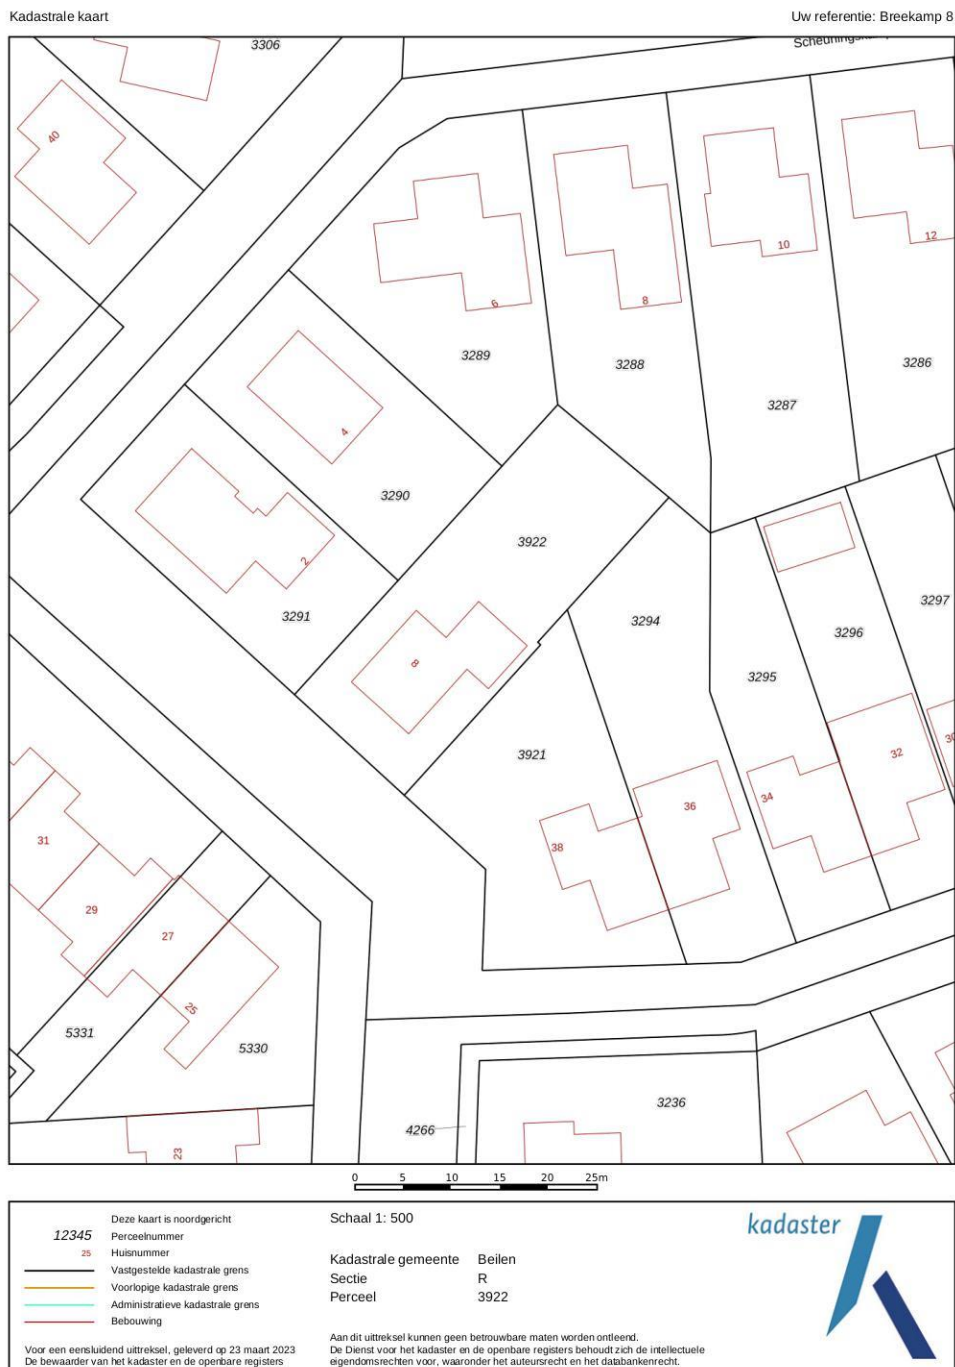 Kadastrale kaart
Uw referentie: Breekamp 8
3306
40
6
8
10
12
3289
3288
3287
3286
4
3290
2
3291
3922
8
3294
3295
3296
3297
3921
38
36
34
32
30
31
29
27
25
5331
5330
23
4266
3236
0 5 10 15 20 25m
Deze kaart is noordgericht
12345 Perceelnummer
25 Huisnummer
Vastgestelde kadastrale grens
Voorlopige kadastrale grens
Administratieve kadastrale grens
Bebouwing
Voor een eensluidend uittreksel, geleverd op 23 maart 2023
De bewaarder van het kadaster en de openbare registers
Schaal 1: 500
Kadastrale gemeente Beilen
Sectie R
Perceel 3922
Aan dit uittreksel kunnen geen betrouwbare maten worden ontleend.
De Dienst voor het kadaster en de openbare registers behoudt zich de intellectuele
eigendomsrechten voor, waaronder het auteursrecht en het databankenrecht.
kadaster